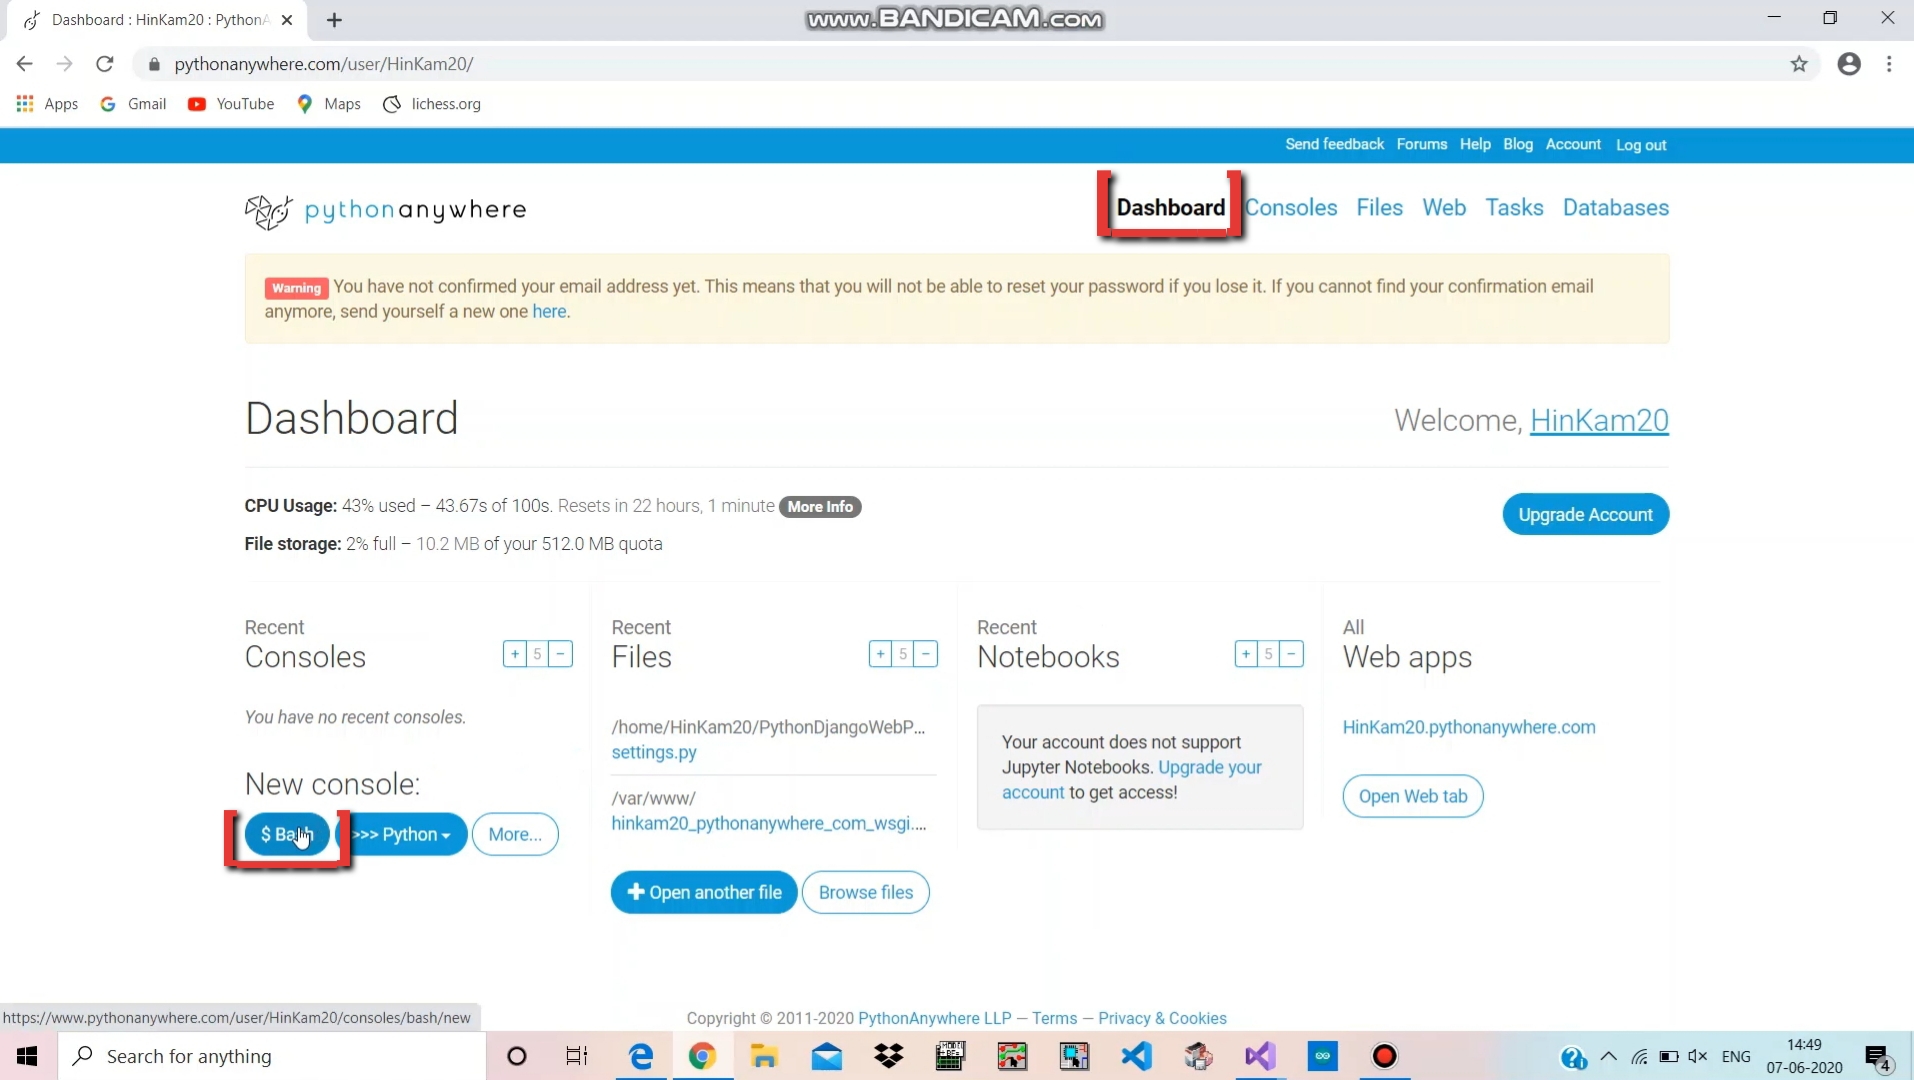 Dashboard : HinKam20 : PythonA
www.BANDICAM.com
pythonanywhere.com/user/HinKam20/
Apps
Gmail
YouTube
Maps
lichess.org
Send feedback Forums Help Blog Account Log out
pythonanywhere
Dashboard Consoles Files Web Tasks Databases
Warning You have not confirmed your email address yet. This means that you will not be able to reset your password if you lose it. If you cannot find your confirmation email
anymore, send yourself a new one here.
Dashboard
Welcome, HinKam20
CPU Usage: 43% used – 43.67s of 100s. Resets in 22 hours, 1 minute More Info
File storage: 2% full – 10.2 MB of your 512.0 MB quota
Upgrade Account
Recent
Consoles
+ 5 −
You have no recent consoles.
New console:
$ Bash
>>> Python
More...
Recent
Files
+ 5 −
/home/HinKam20/PythonDjangoWebP...
settings.py
/var/www/
hinkam20_pythonanywhere_com_wsgi....
+ Open another file
Browse files
Recent
Notebooks
+ 5 −
Your account does not support
Jupyter Notebooks. Upgrade your
account to get access!
All
Web apps
HinKam20.pythonanywhere.com
Open Web tab
https://www.pythonanywhere.com/user/HinKam20/consoles/bash/new
Copyright © 2011-2020 PythonAnywhere LLP — Terms — Privacy & Cookies
Search for anything
ENG
14:49
07-06-2020
4